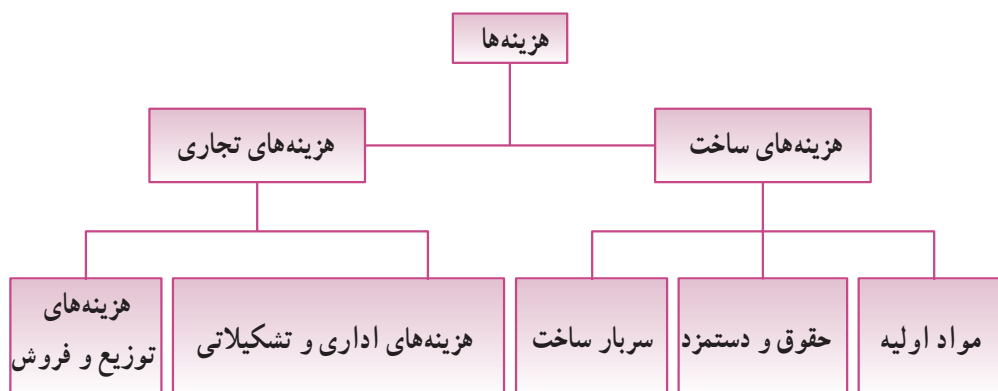 هزینه‌ها
هزینه‌های ساخت
هزینه‌های تجاری
مواد اولیه
حقوق و دستمزد
سربار ساخت
هزینه‌های اداری و تشکیلاتی
هزینه‌های
توزیع و فروش